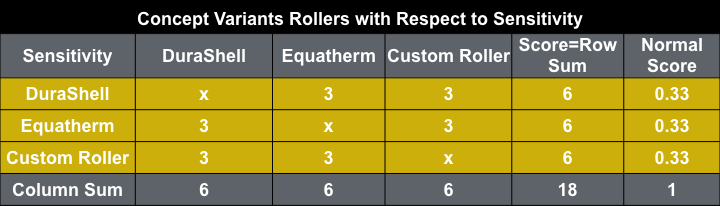 Concept Variants Rollers with Respect to Sensitivity
Sensitivity DuraShell Equatherm Custom Roller Score=Row Sum Normal Score
DuraShell x 3 3 6 0.33
Equatherm 3 x 3 6 0.33
Custom Roller 3 3 x 6 0.33
Column Sum 6 6 6 18 1